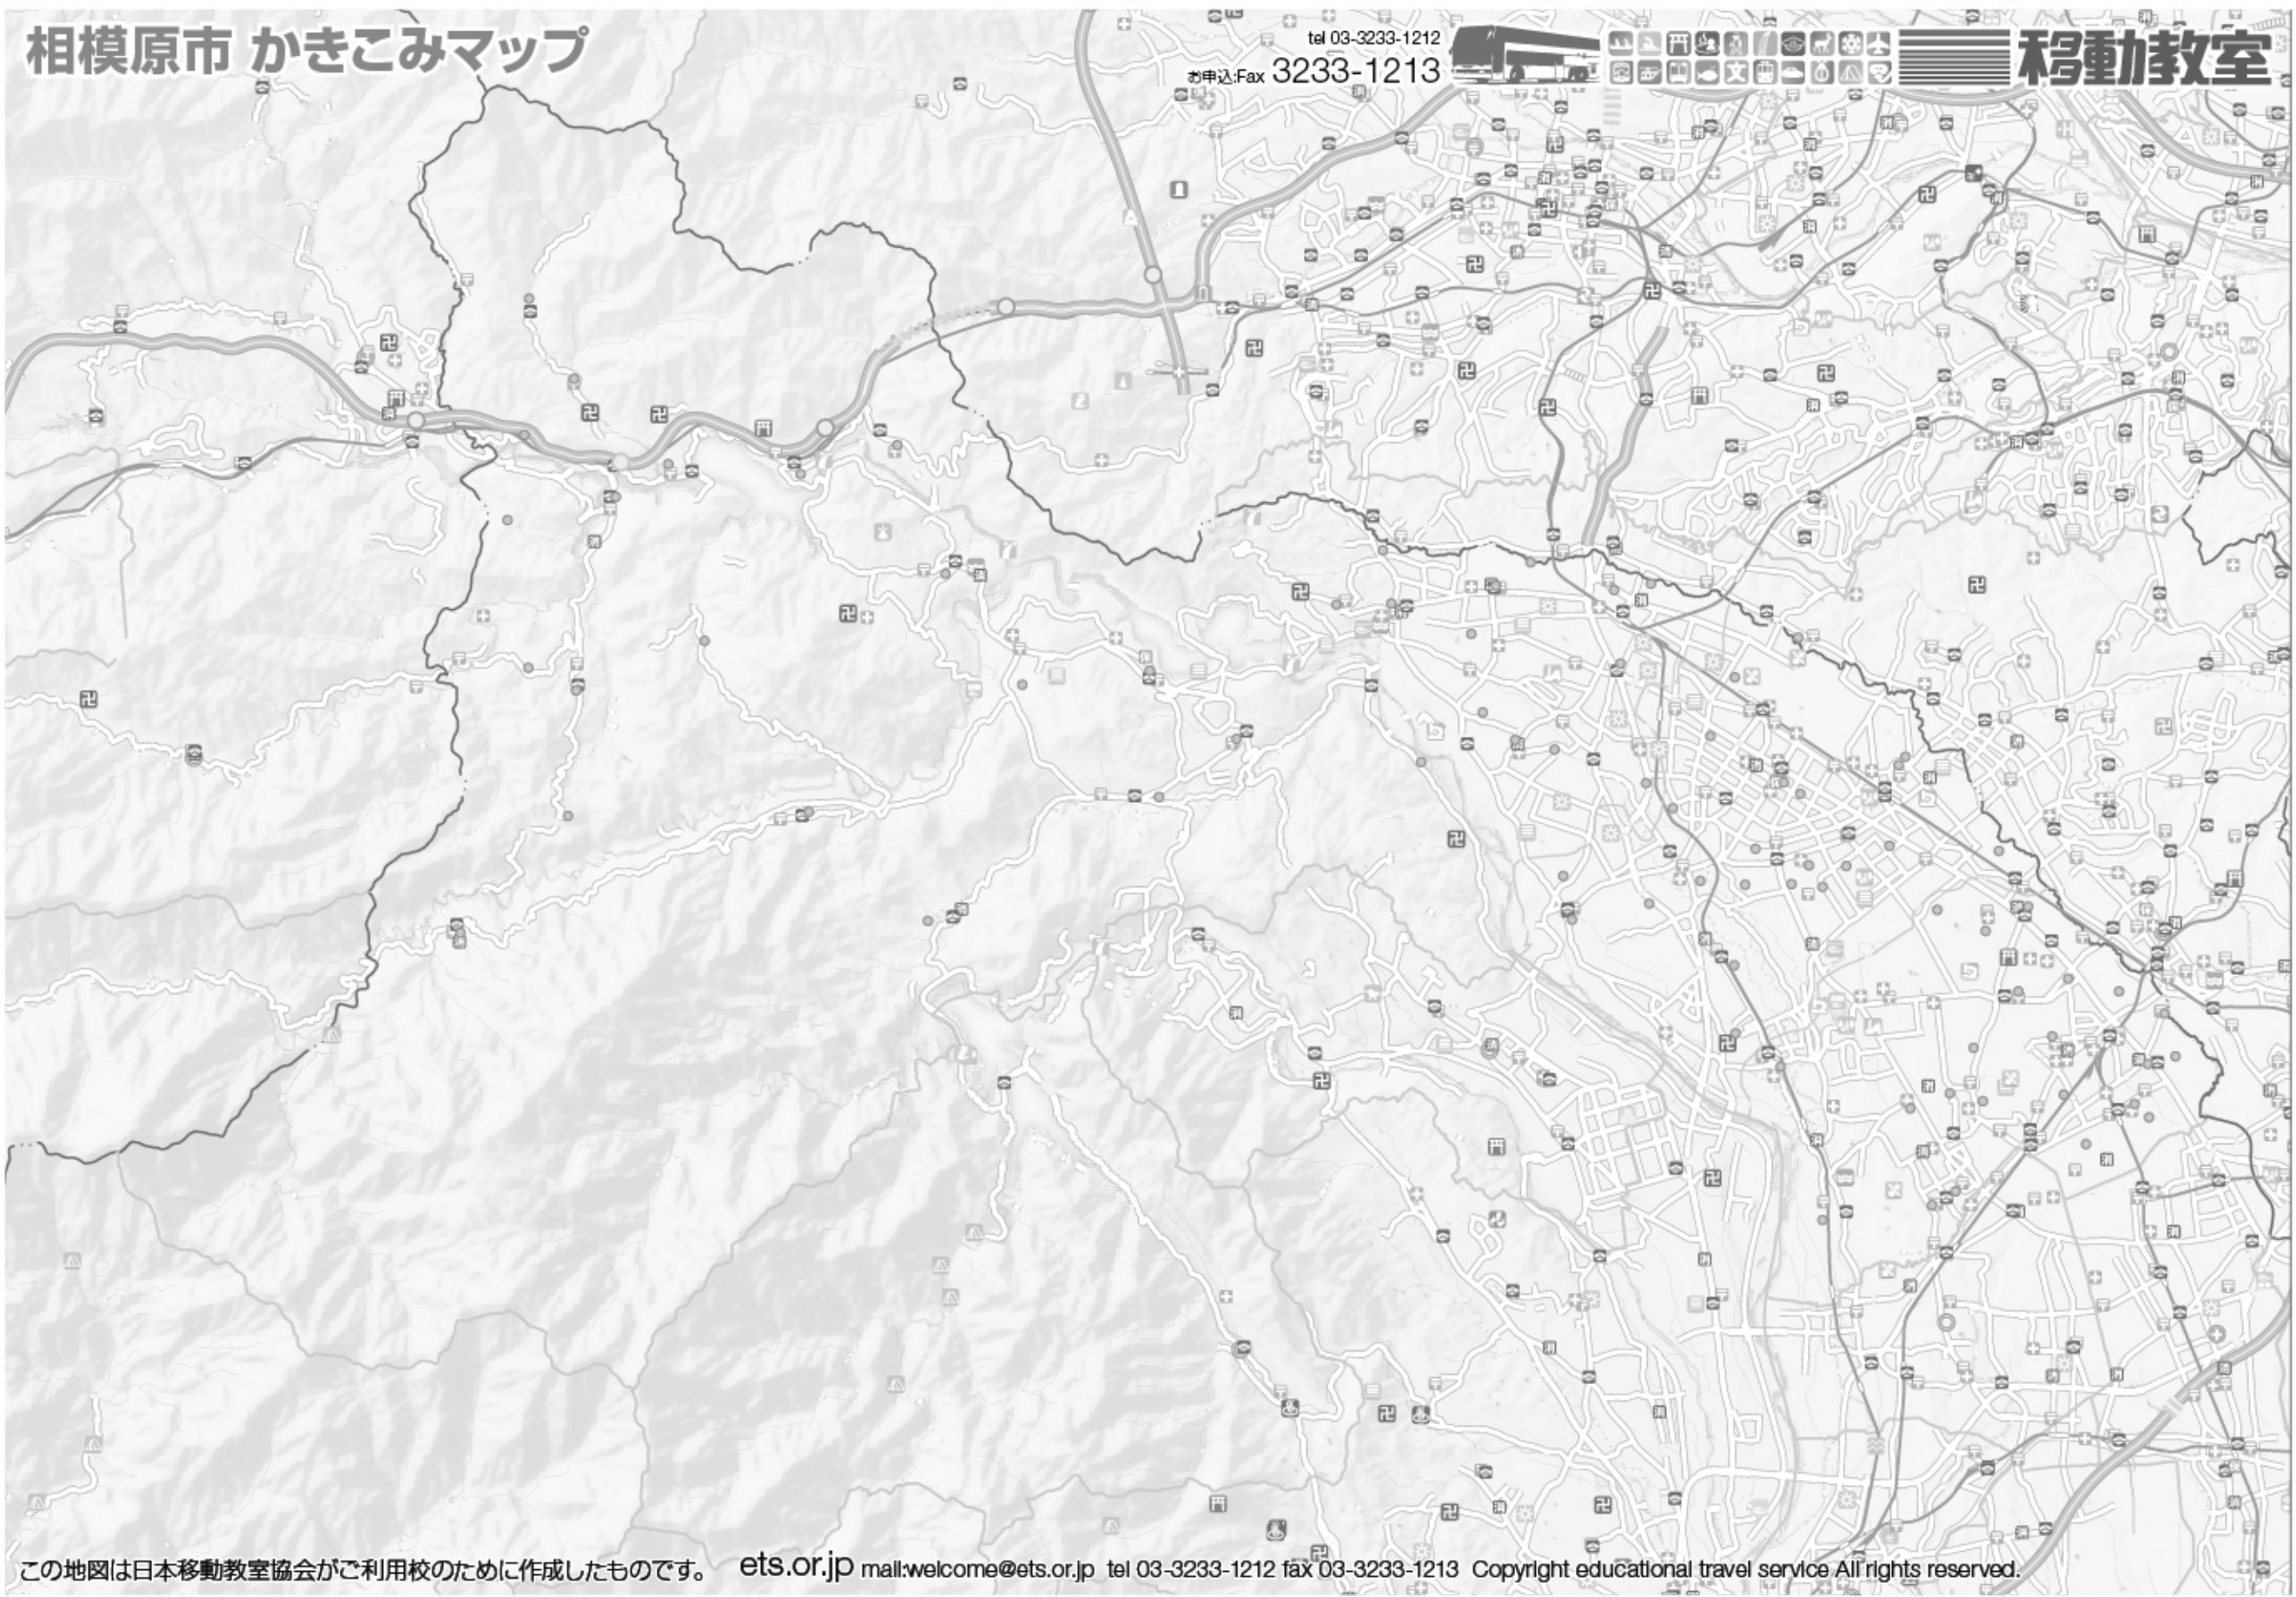 相模原市 かきこみマップ
tel 03-3233-1212
お申込:Fax 3233-1213
移動教室
この地図は日本移動教室協会がご利用校のために作成したものです。 ets.or.jp mail:welcome@ets.or.jp tel 03-3233-1212 fax 03-3233-1213 Copyright educational travel service All rights reserved.